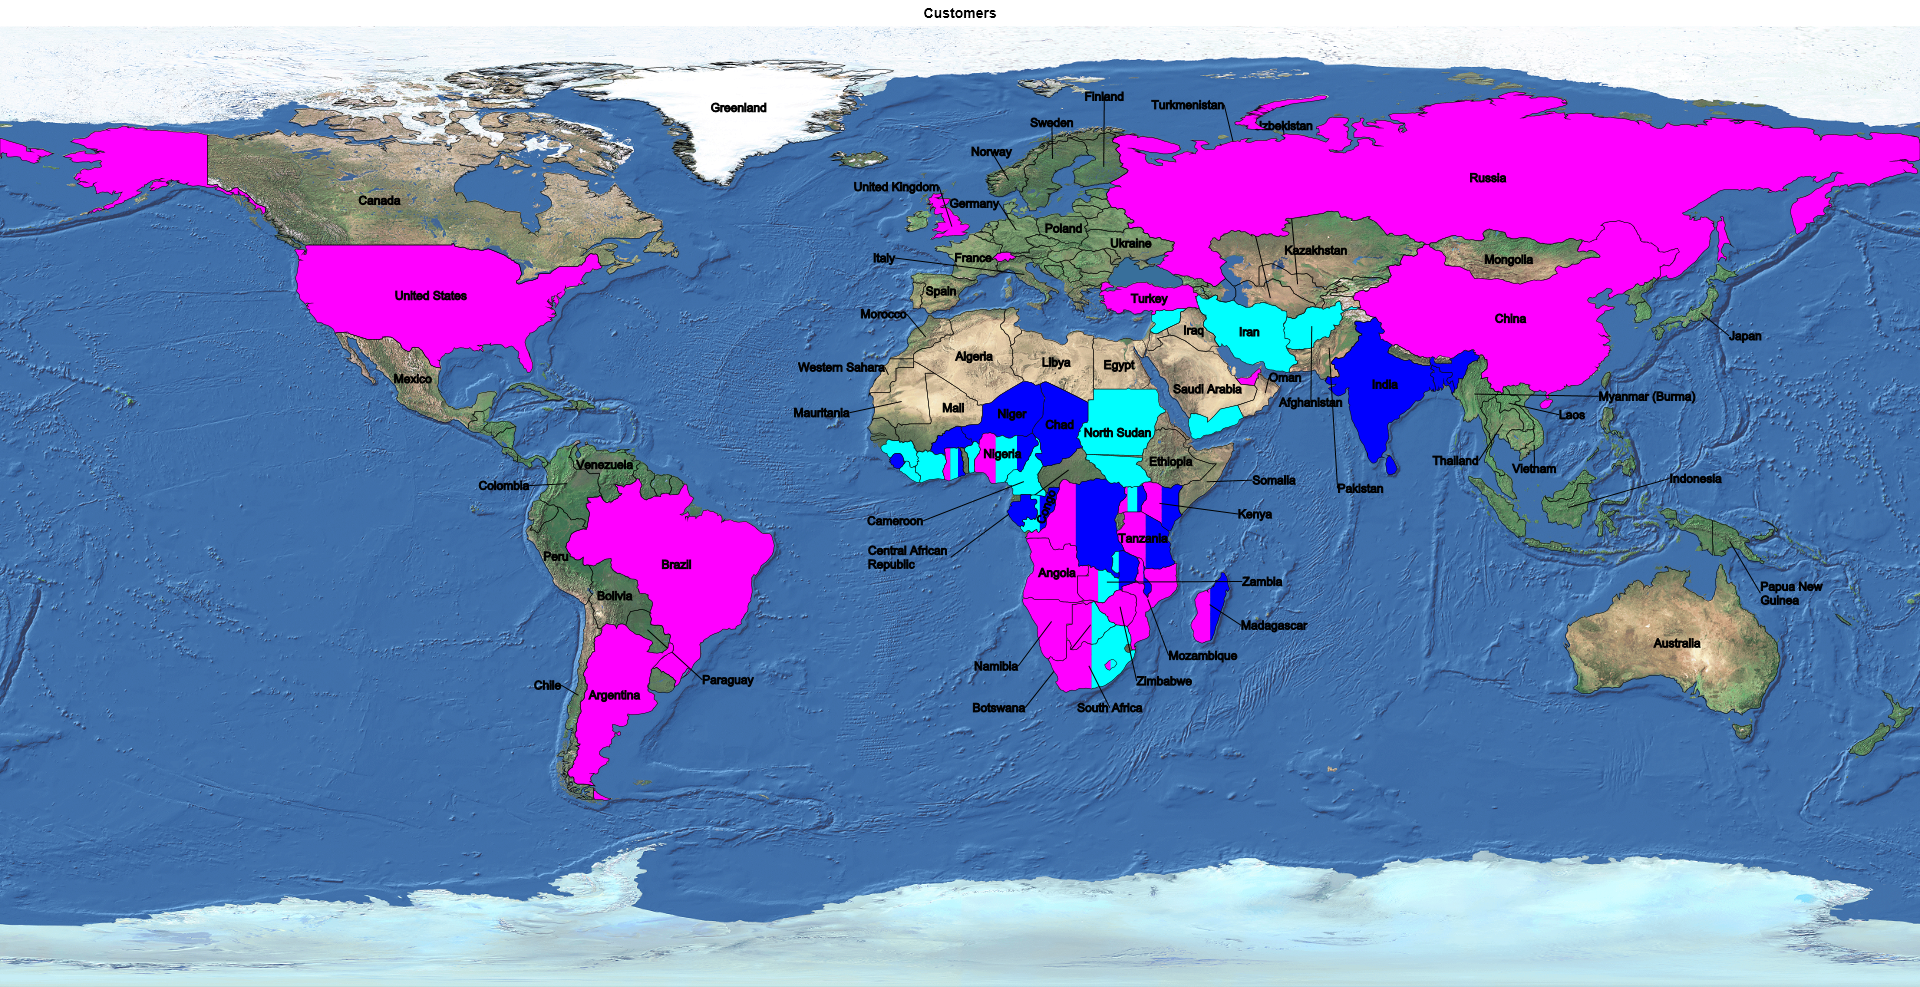 Customers
Greenland
Finland
Turkmenistan
Sweden
Uzbekistan
Norway
Russia
United Kingdom
Canada
Germany
Poland
Ukraine
Kazakhstan
Italy
France
Mongolia
Spain
United States
Turkey
Morocco
China
Iraq
Iran
Japan
Algeria
Libya
Egypt
Western Sahara
Mexico
Oman
India
Saudi Arabia
Myanmar (Burma)
Afghanistan
Mauritania
Mali
Niger
Laos
Chad
North Sudan
Nigeria
Ethiopia
Thailand
Venezuela
Vietnam
Somalia
Indonesia
Colombia
Pakistan
Congo
Kenya
Cameroon
Tanzania
Central African
Republic
Peru
Brazil
Angola
Zambia
Papua New
Guinea
Bolivia
Madagascar
Australia
Mozambique
Namibia
Paraguay
Zimbabwe
Chile
Argentina
Botswana
South Africa